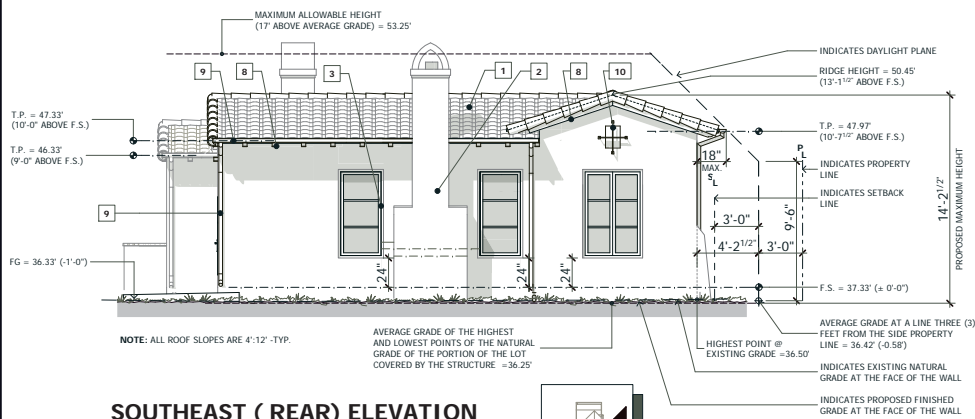 MAXIMUM ALLOWABLE HEIGHT
(17' ABOVE AVERAGE GRADE) = 53.25'
9
8
3
1
2
8
10
INDICATES DAYLIGHT PLANE
RIDGE HEIGHT = 50.45'
(13'-1 1/2" ABOVE F.S.)
T.P. = 47.33'
(10'-0" ABOVE F.S.)
T.P. = 46.33'
(9'-0" ABOVE F.S.)
T.P. = 47.97'
(10'-7 1/2" ABOVE F.S.)
18"
MAX.
S
L
P
L
INDICATES PROPERTY
LINE
INDICATES SETBACK
LINE
9
3'-0"
9'-6"
14'-2 1/2"
PROPOSED MAXIMUM HEIGHT
4'-2 1/2"
3'-0"
FG = 36.33' (-1'-0")
24"
24"
24"
F.S. = 37.33' (± 0'-0")
NOTE: ALL ROOF SLOPES ARE 4':12' -TYP.
AVERAGE GRADE OF THE HIGHEST
AND LOWEST POINTS OF THE NATURAL
GRADE OF THE PORTION OF THE LOT
COVERED BY THE STRUCTURE =36.25'
HIGHEST POINT @
EXISTING GRADE =36.50'
AVERAGE GRADE AT A LINE THREE (3)
FEET FROM THE SIDE PROPERTY
LINE = 36.42' (-0.58')
INDICATES EXISTING NATURAL
GRADE AT THE FACE OF THE WALL
INDICATES PROPOSED FINISHED
GRADE AT THE FACE OF THE WALL
SOUTHEAST ( REAR) ELEVATION